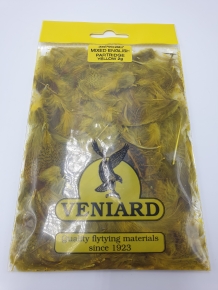 MIXED ENGLISH
PARTRIDGE
YELLOW
VENIARD
Quality flytying materials
since 1923